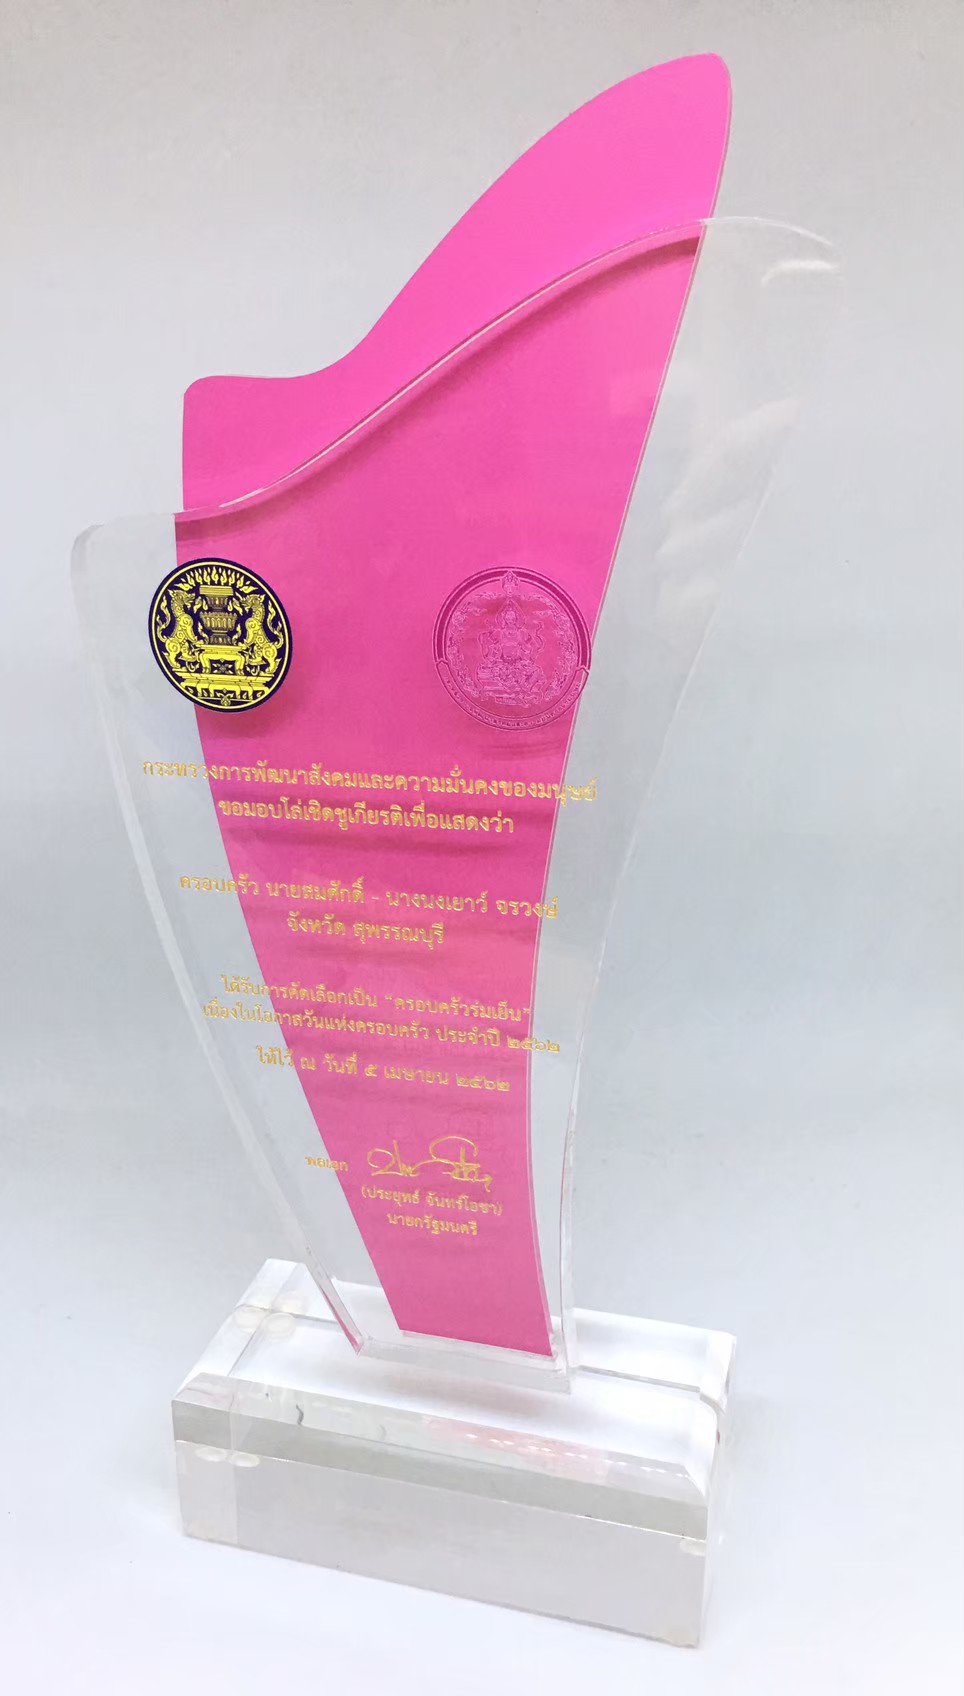 กระทรวงการพัฒนาสังคมและความมั่นคงของมนุษย์
ขอมอบโล่เชิดชูเกียรติเพื่อแสดงว่า
ครอบครัว นายสมศักดิ์ - นางนงเยาว์ จรวงษ์
จังหวัด สุพรรณบุรี
ได้รับการคัดเลือกเป็น “ครอบครัวร่มเย็น”
เนื่องในโอกาสวันแห่งครอบครัว ประจำปี ๒๕๖๒
ให้ไว้ ณ วันที่ ๕ เมษายน ๒๕๖๒
พลเอก
(ประยุทธ์ จันทร์โอชา)
นายกรัฐมนตรี